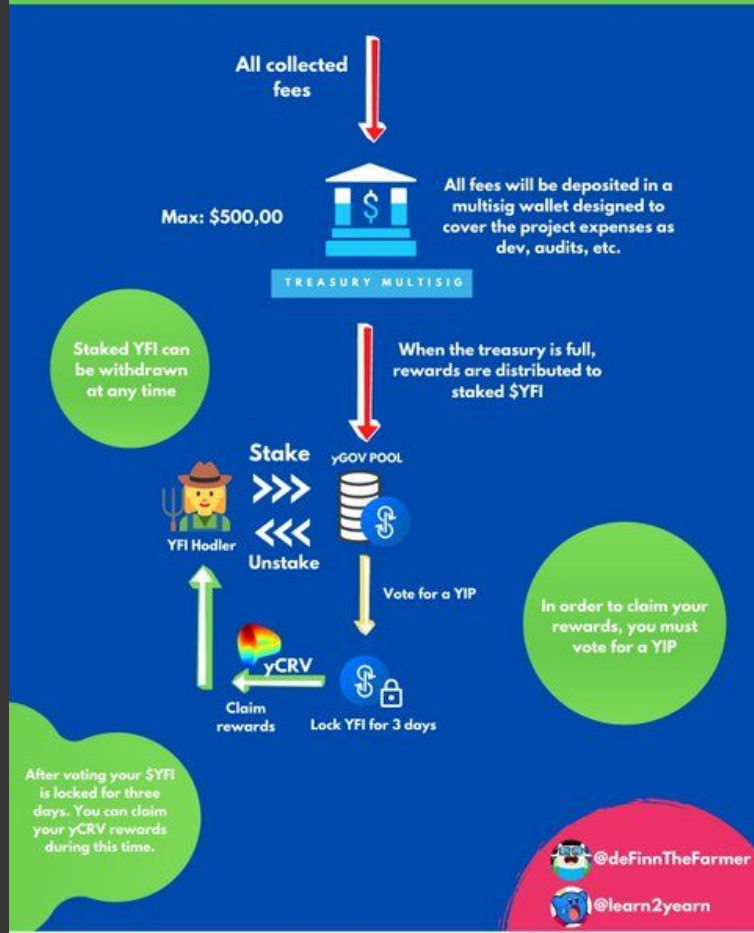 All collected
fees
Max: $500,00
$
All fees will be deposited in a
multisig wallet designed to
cover the project expenses as
dev, audits, etc.
TREASURY MULTISIG
Staked YFI can
be withdrawn
at any time
When the treasury is full,
rewards are distributed to
staked $YFI
Stake
yGOV POOL
YFI Hodler
Unstake
Vote for a YIP
In order to claim your
rewards, you must
vote for a YIP
yCRV
Claim
rewards
Lock YFI for 3 days
After voting your $YFI
is locked for three
days. You can claim
your yCRV rewards
during this time.
@deFinnTheFarmer
@learn2yearn